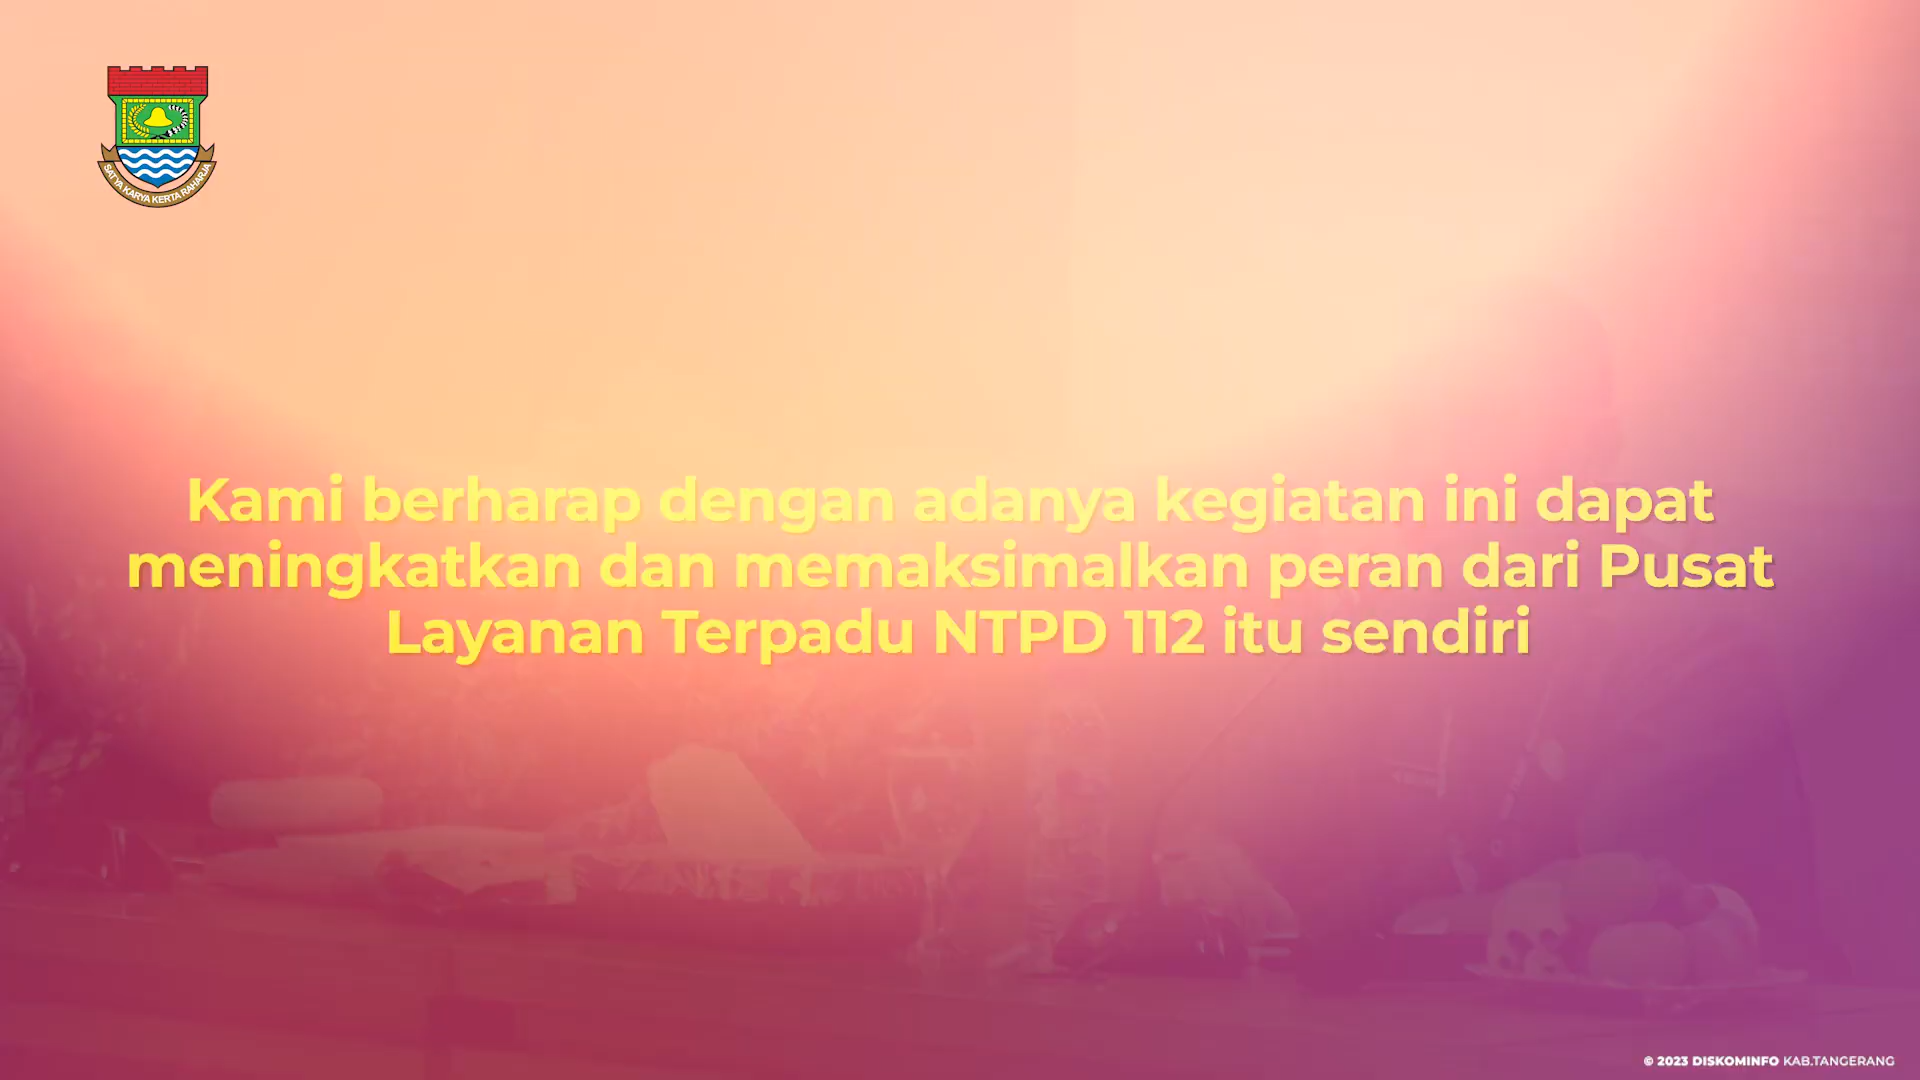 SATYA KARYA KERTA RAHARJA
Kami berharap dengan adanya kegiatan ini dapat
meningkatkan dan memaksimalkan peran dari Pusat
Layanan Terpadu NTPD 112 itu sendiri
© 2023 DISKOMINFO KAB.TANGERANG